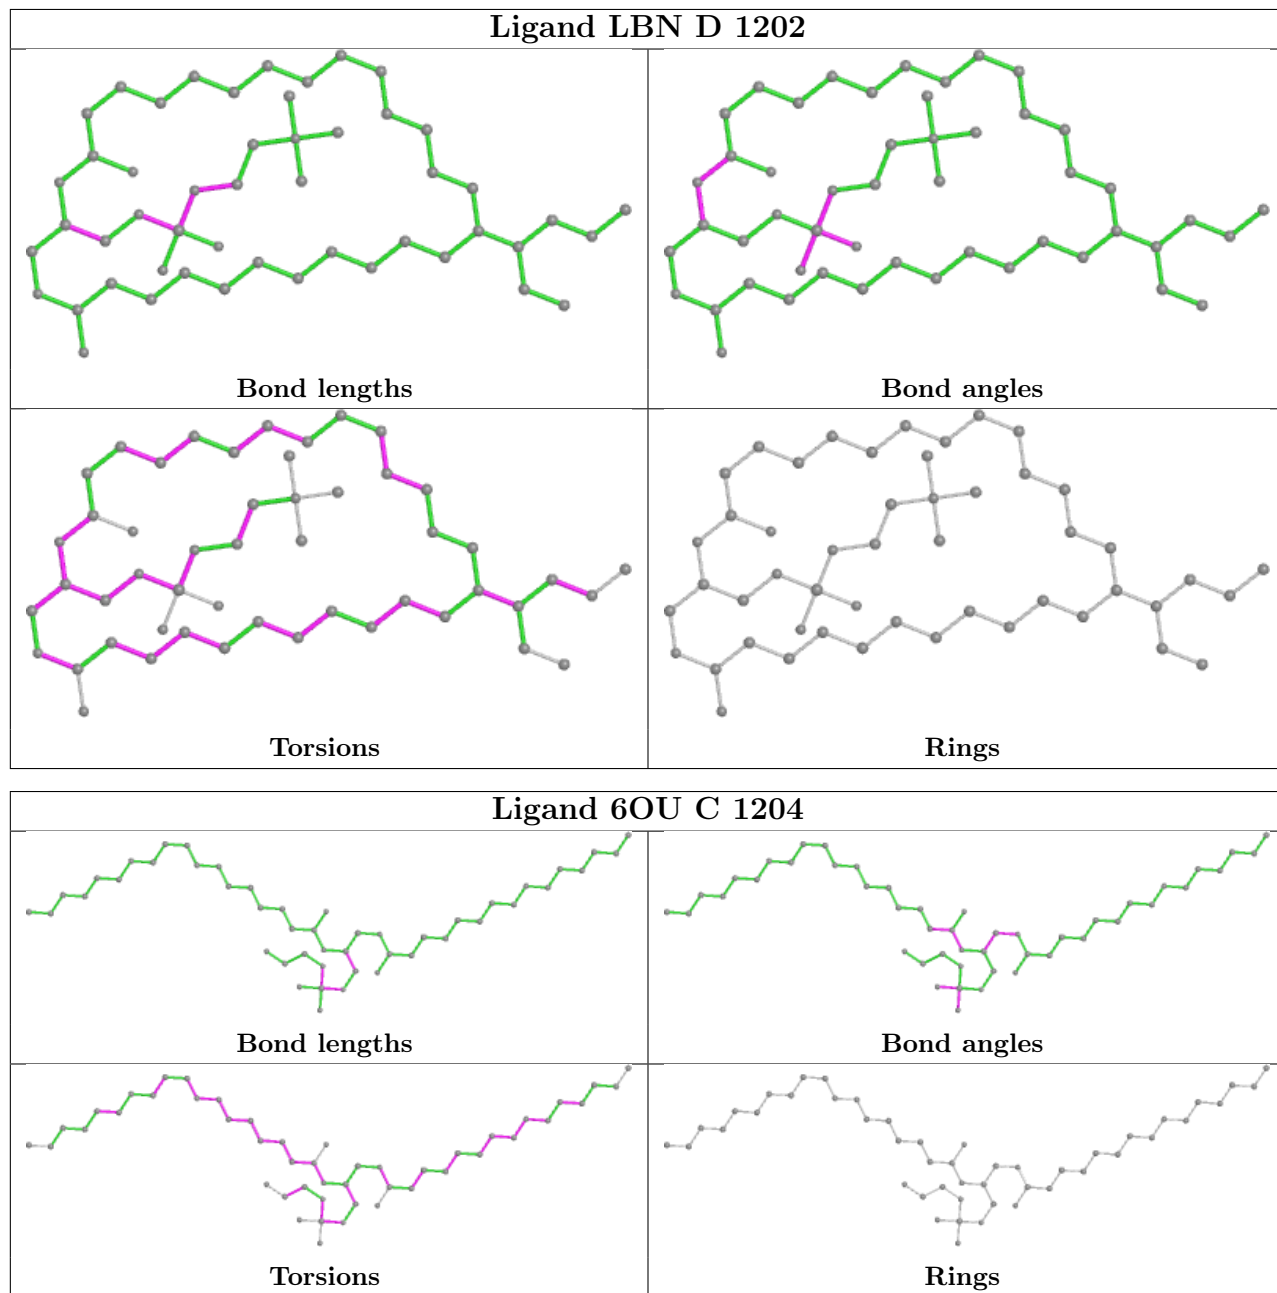 Ligand LBN D 1202
Bond lengths
Bond angles
Torsions
Rings
Ligand 6OU C 1204
Bond lengths
Bond angles
Torsions
Rings